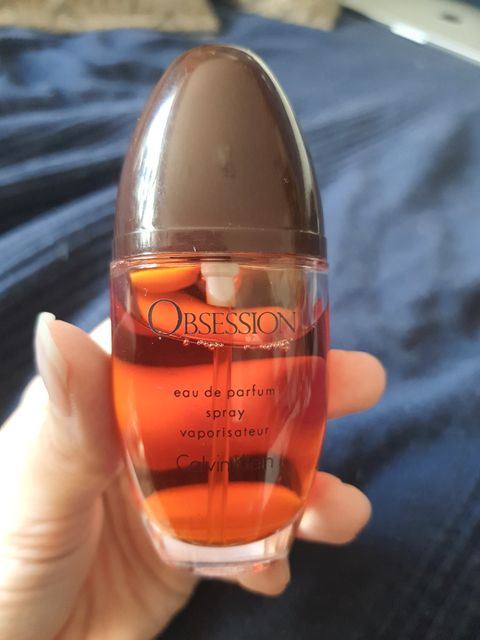 OBSESSION
eau de parfum
spray
vaporisateur
Calvin Klein